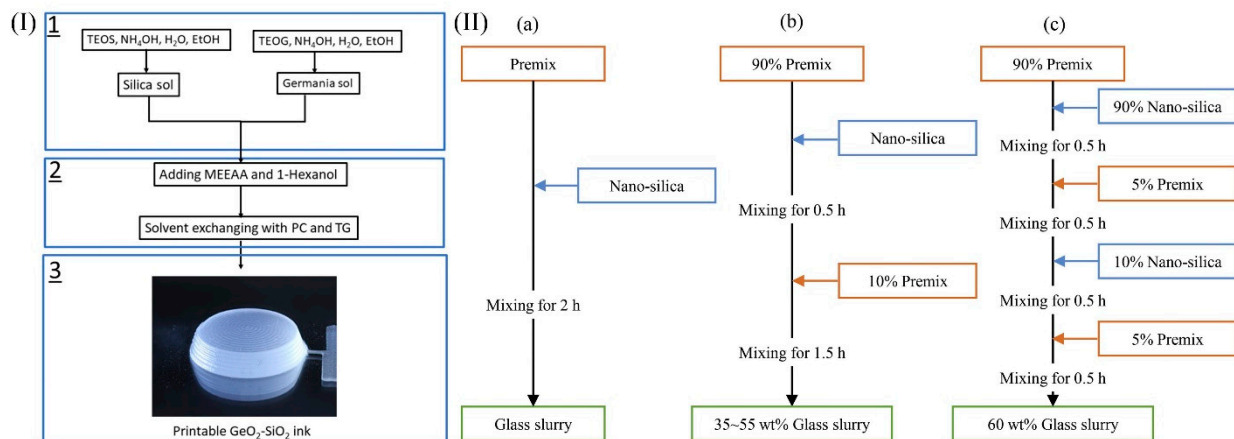 (I)
1
TEOS, NH₄OH, H₂O, EtOH
TEOG, NH₄OH, H₂O, EtOH
Silica sol
Germania sol
2
Adding MEEAA and 1-Hexanol
Solvent exchanging with PC and TG
3
Printable GeO₂-SiO₂ ink
(II)
(a)
Premix
Nano-silica
Mixing for 2 h
Glass slurry
(b)
90% Premix
Nano-silica
Mixing for 0.5 h
10% Premix
Mixing for 1.5 h
35~55 wt% Glass slurry
(c)
90% Premix
90% Nano-silica
Mixing for 0.5 h
5% Premix
Mixing for 0.5 h
10% Nano-silica
Mixing for 0.5 h
5% Premix
Mixing for 0.5 h
60 wt% Glass slurry